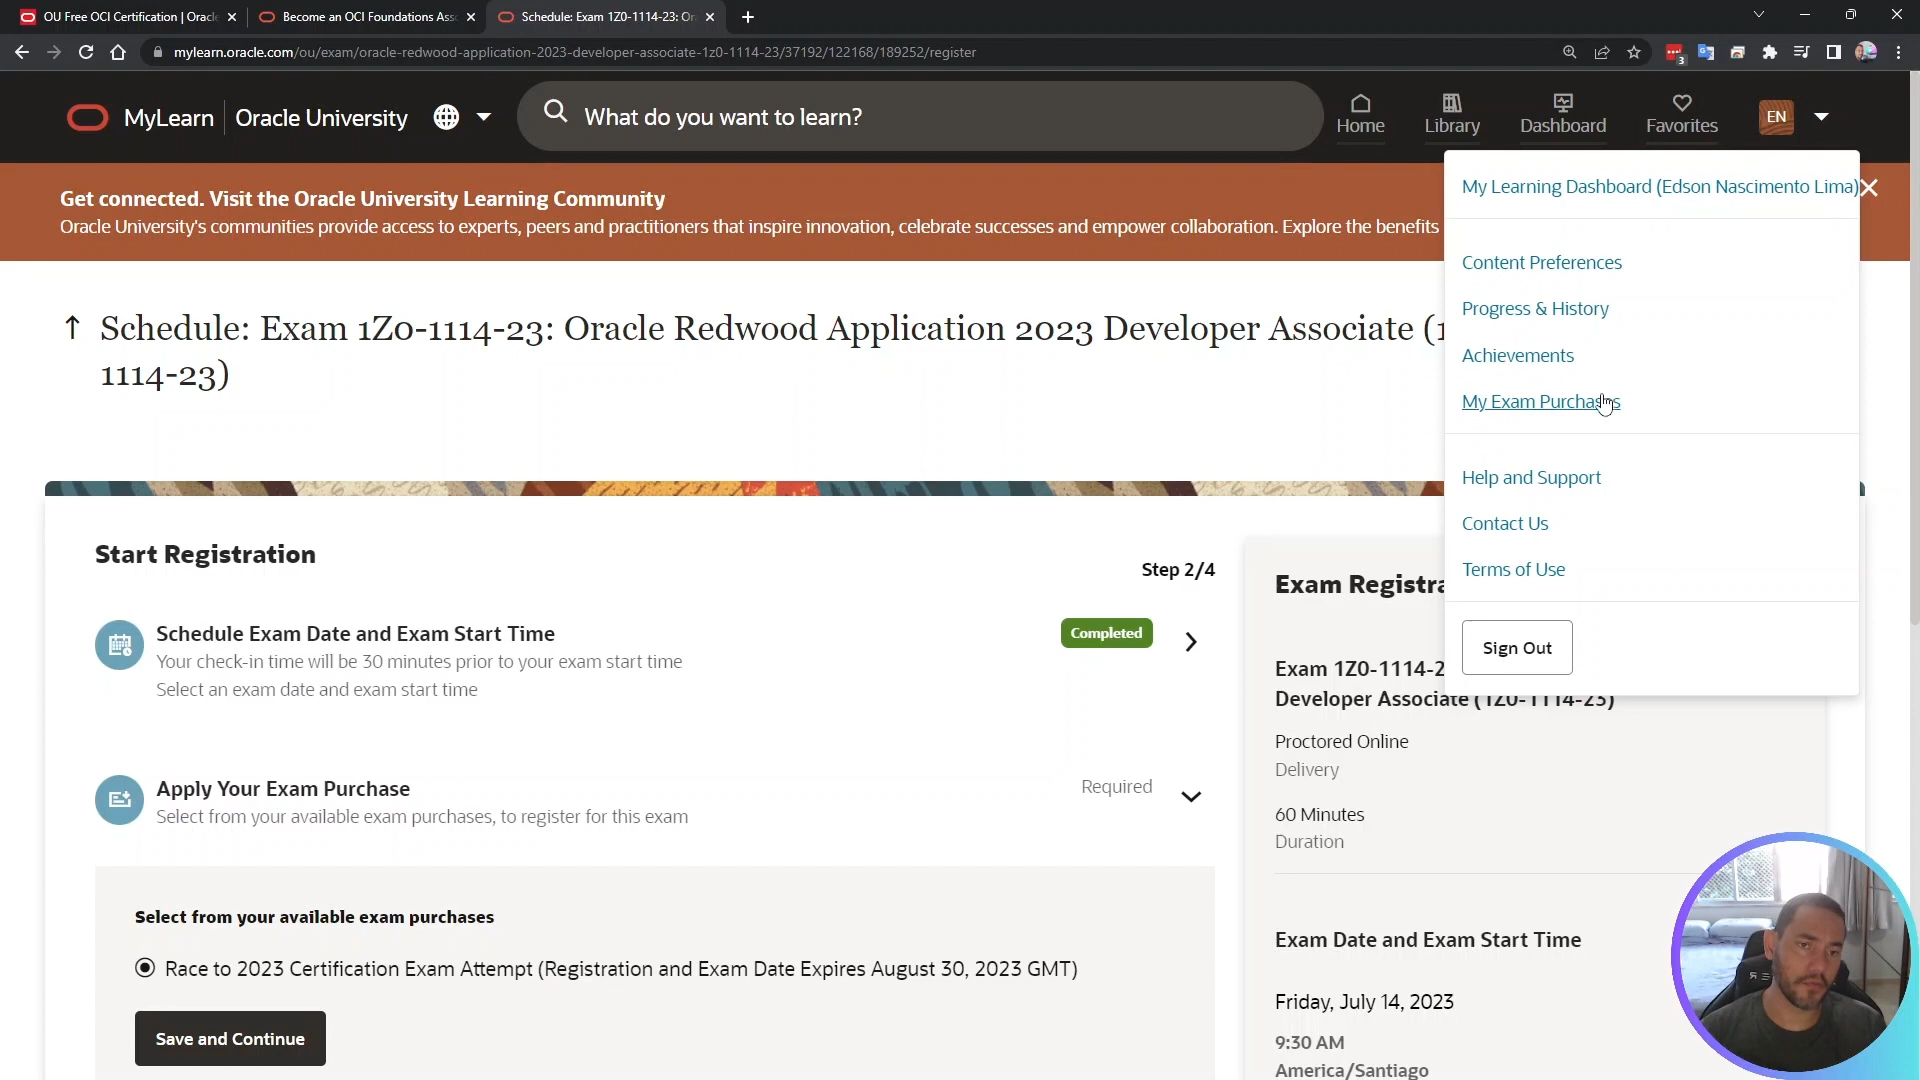 OU Free OCI Certification | Oracle
Become an OCI Foundations Asso
Schedule: Exam 1Z0-1114-23: Or
mylearn.oracle.com/ou/exam/oracle-redwood-application-2023-developer-associate-1z0-1114-23/37192/122168/189252/register
3
MyLearn
Oracle University
What do you want to learn?
Home
Library
Dashboard
Favorites
EN
Get connected. Visit the Oracle University Learning Community
Oracle University's communities provide access to experts, peers and practitioners that inspire innovation, celebrate successes and empower collaboration. Explore the benefits
My Learning Dashboard (Edson Nascimento Lima)
Content Preferences
Progress & History
Achievements
My Exam Purchases
Help and Support
Contact Us
Terms of Use
Sign Out
Schedule: Exam 1Z0-1114-23: Oracle Redwood Application 2023 Developer Associate (1
1114-23)
Start Registration
Step 2/4
Schedule Exam Date and Exam Start Time
Your check-in time will be 30 minutes prior to your exam start time
Select an exam date and exam start time
Completed
Apply Your Exam Purchase
Select from your available exam purchases, to register for this exam
Required
Select from your available exam purchases
Race to 2023 Certification Exam Attempt (Registration and Exam Date Expires August 30, 2023 GMT)
Save and Continue
Exam Registra
Exam 1Z0-1114-2
Developer Associate (1Z0-1114-23)
Proctored Online
Delivery
60 Minutes
Duration
Exam Date and Exam Start Time
Friday, July 14, 2023
9:30 AM
America/Santiago